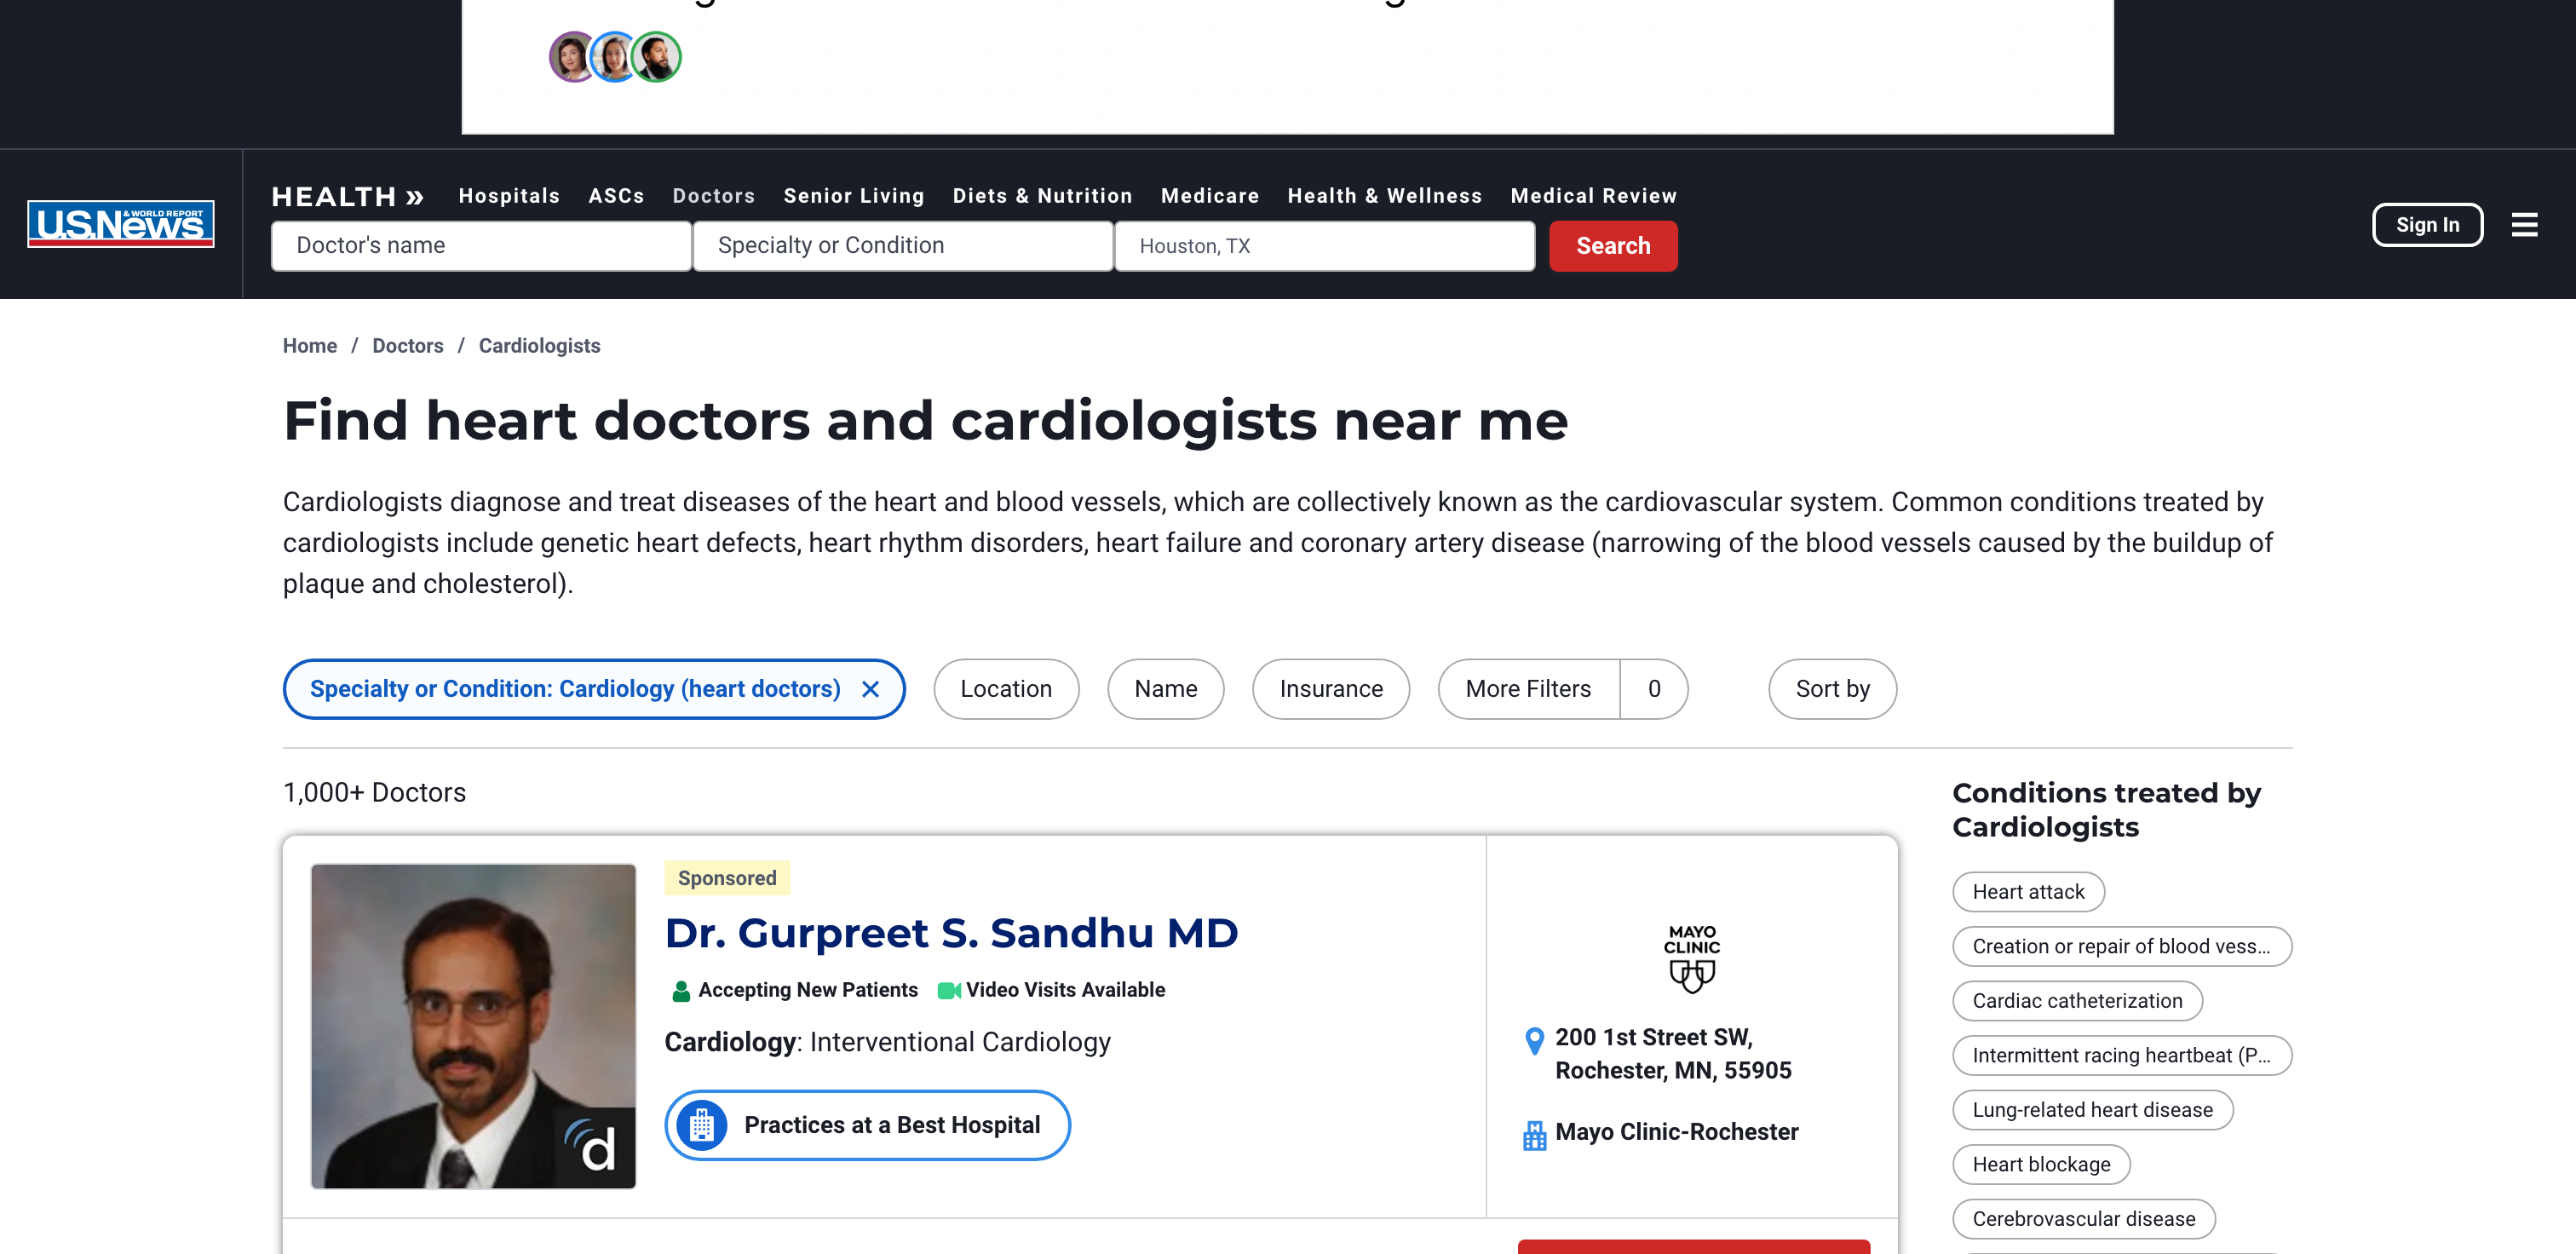 HEALTH »
Hospitals
ASCs
Doctors
Senior Living
Diets & Nutrition
Medicare
Health & Wellness
Medical Review
U.S.News
& WORLD REPORT
Doctor's name
Specialty or Condition
Houston, TX
Search
Sign In
Home / Doctors / Cardiologists
Find heart doctors and cardiologists near me
Cardiologists diagnose and treat diseases of the heart and blood vessels, which are collectively known as the cardiovascular system. Common conditions treated by
cardiologists include genetic heart defects, heart rhythm disorders, heart failure and coronary artery disease (narrowing of the blood vessels caused by the buildup of
plaque and cholesterol).
Specialty or Condition: Cardiology (heart doctors)
Location
Name
Insurance
More Filters
0
Sort by
1,000+ Doctors
Sponsored
Dr. Gurpreet S. Sandhu MD
Accepting New Patients
Video Visits Available
Cardiology: Interventional Cardiology
Practices at a Best Hospital
d
MAYO
CLINIC
200 1st Street SW,
Rochester, MN, 55905
Mayo Clinic-Rochester
Conditions treated by
Cardiologists
Heart attack
Creation or repair of blood vess...
Cardiac catheterization
Intermittent racing heartbeat (P...
Lung-related heart disease
Heart blockage
Cerebrovascular disease